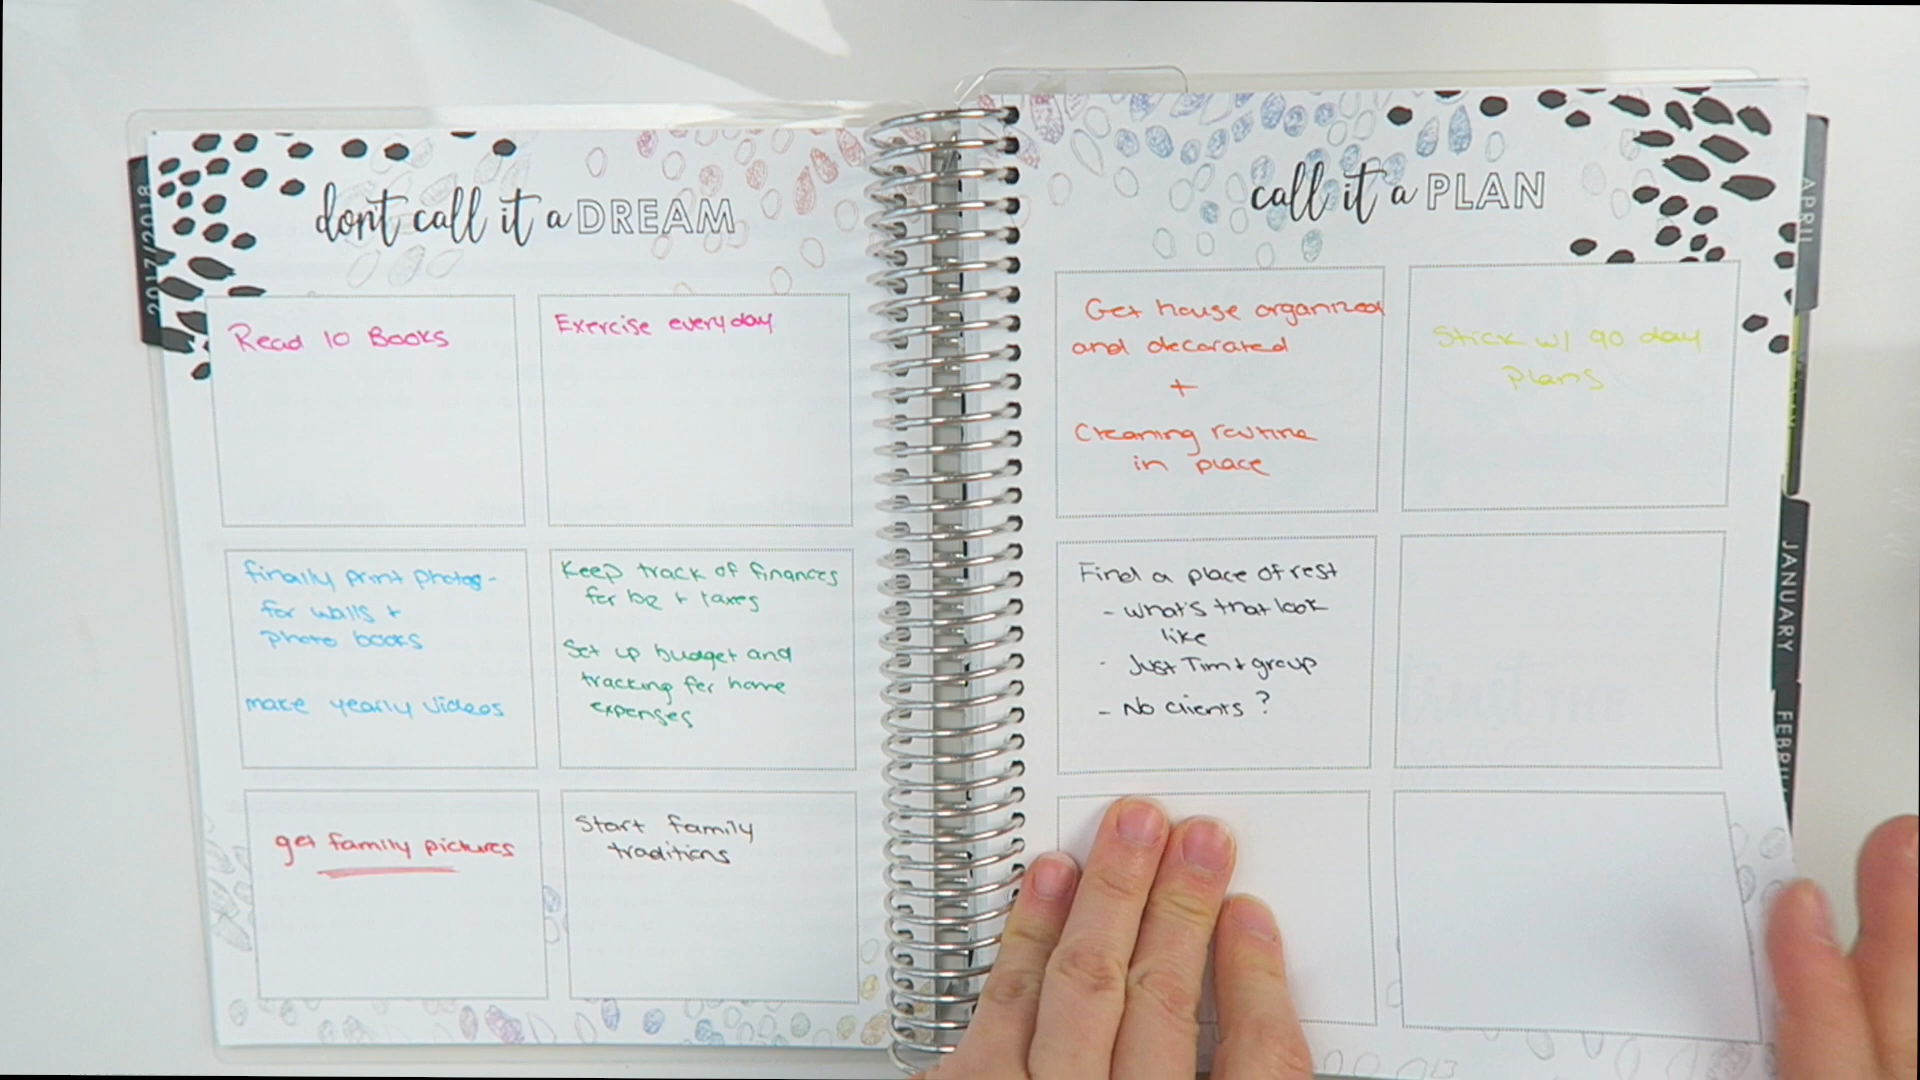 2017/2018
dont call it a DREAM
Read 10 Books
Exercise everyday
finally print photos -
for walls +
photo books
make yearly videos
Keep track of finances
for biz + taxes
Set up budget and
tracking for home
expenses
get family pictures
Start family
traditions
call it a PLAN
Get house organized
and decorated
+
Cleaning routine
in place
Stick w/ 90 day
Plans
Find a place of rest
- what's that look
like
- Just Tim + group
- No clients ?
trust THE
APRIL
JANUARY